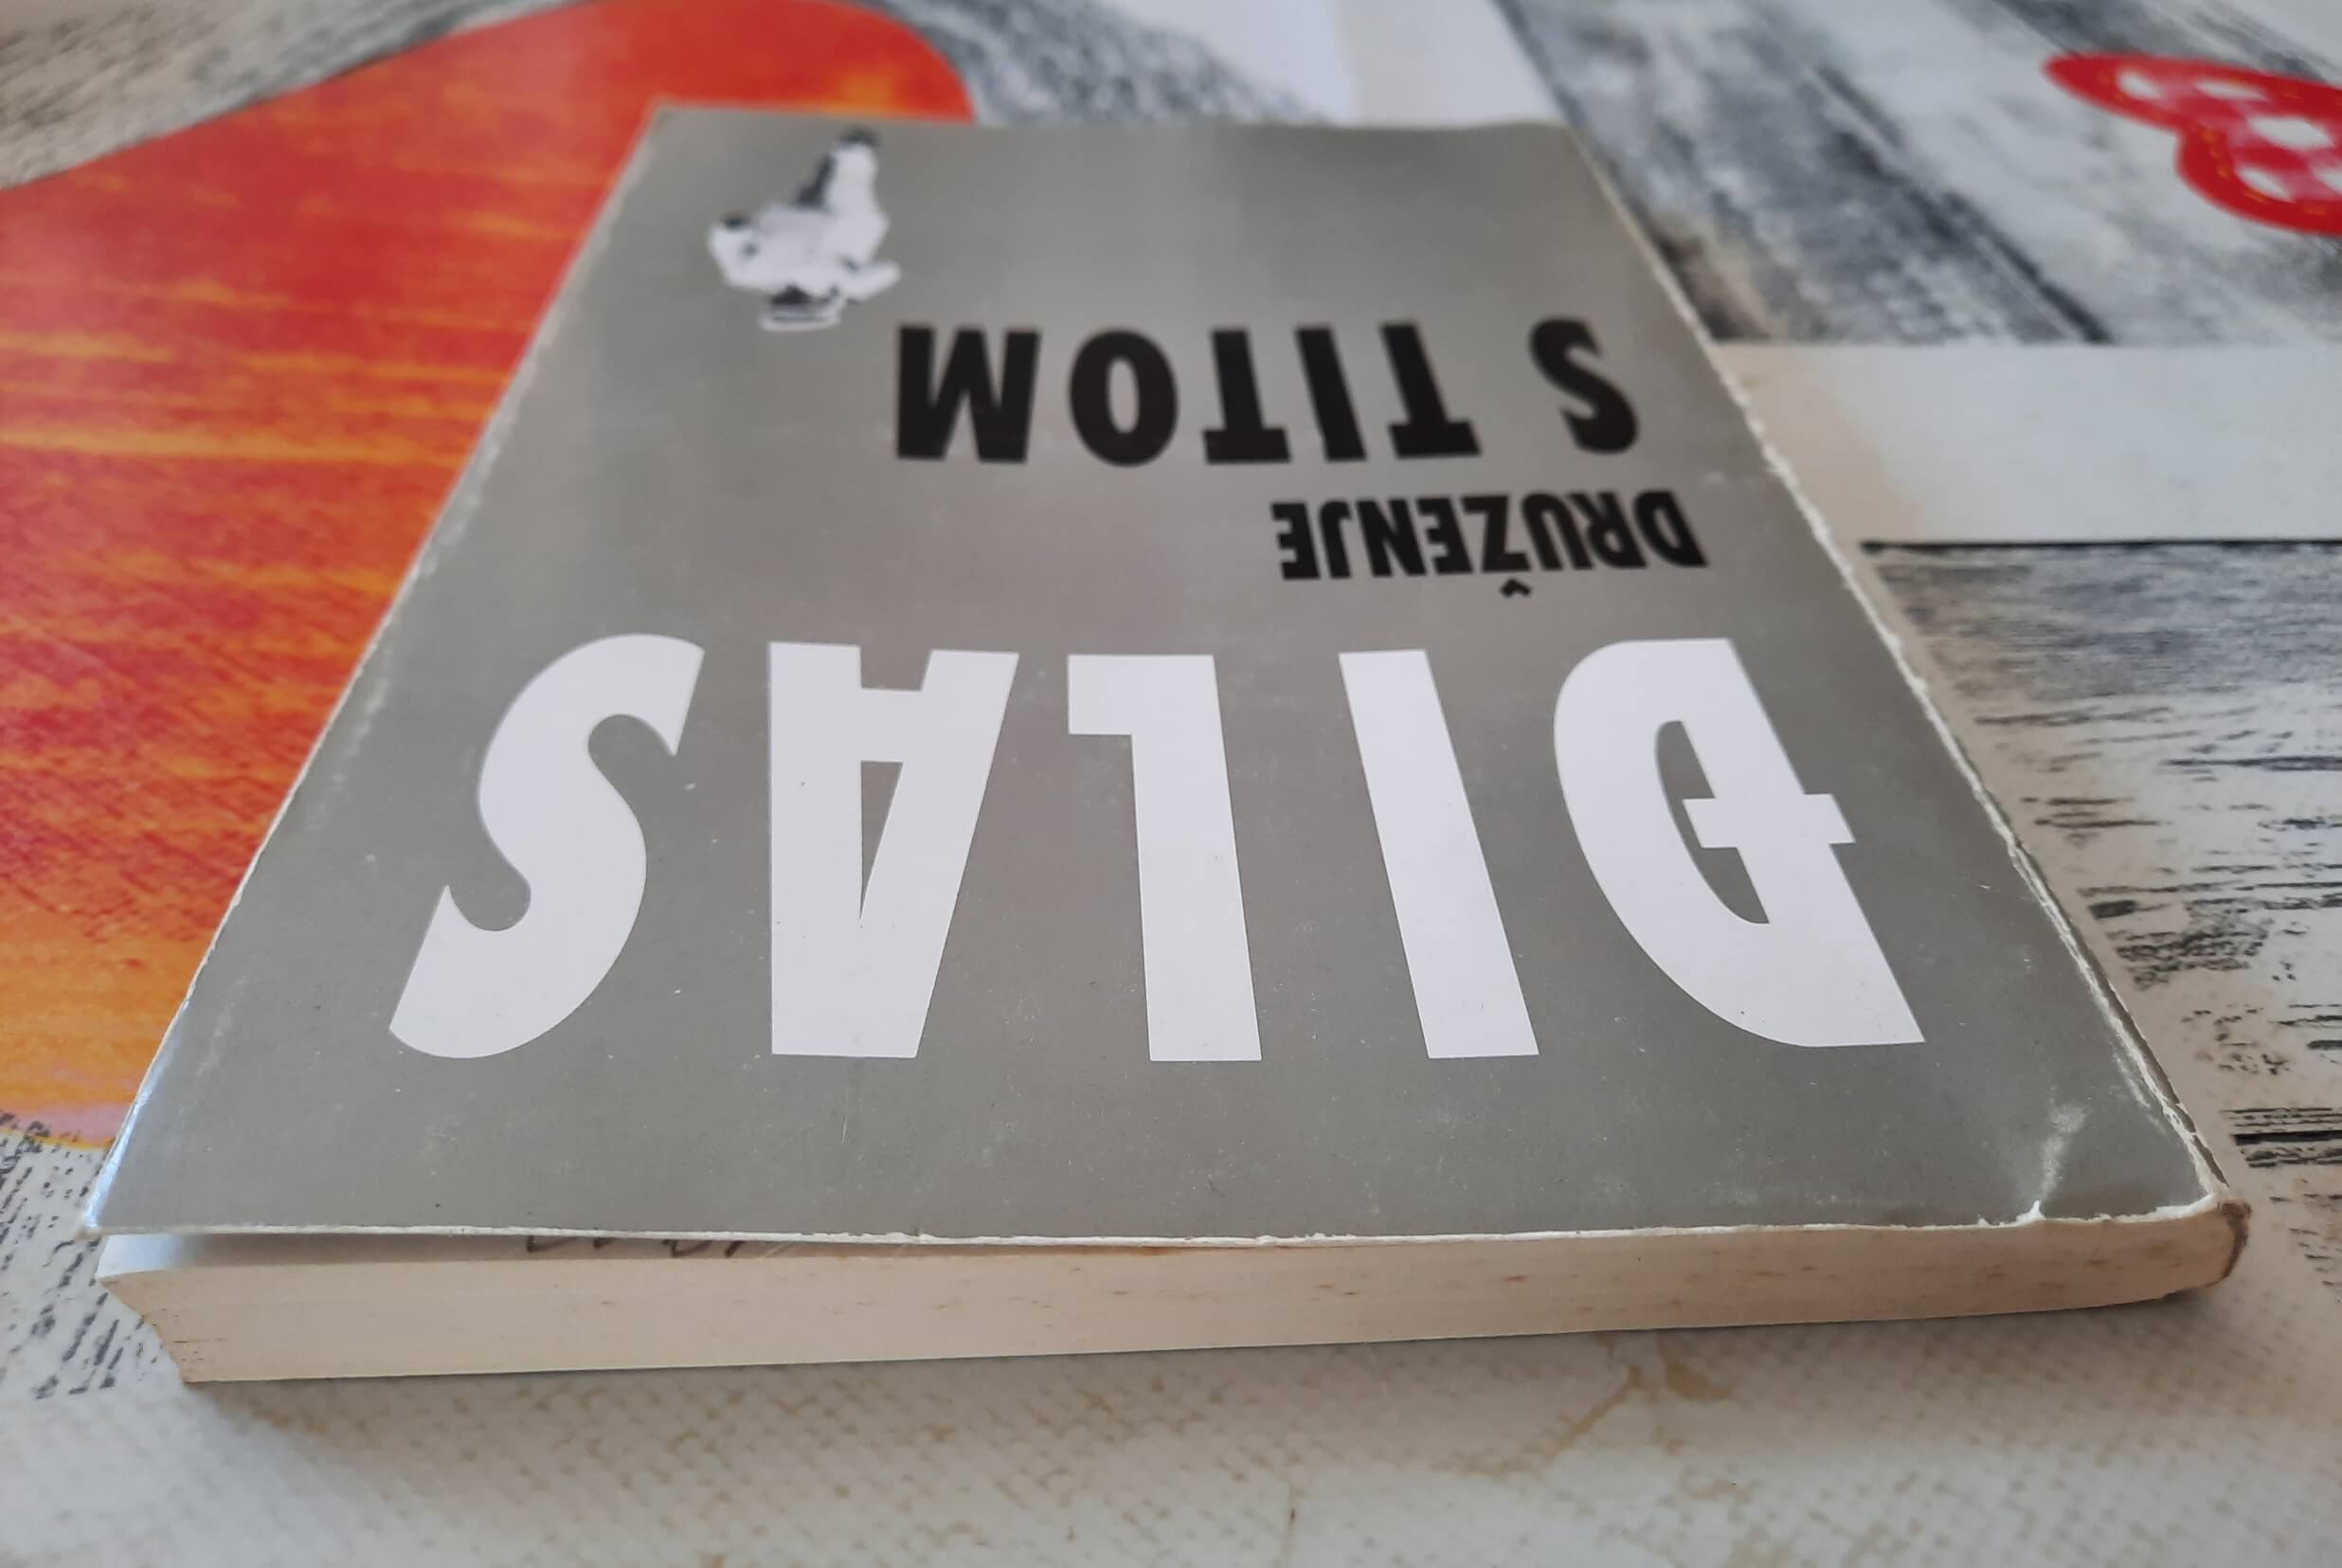 ĐILAS
DRUŽENJE
S TITOM